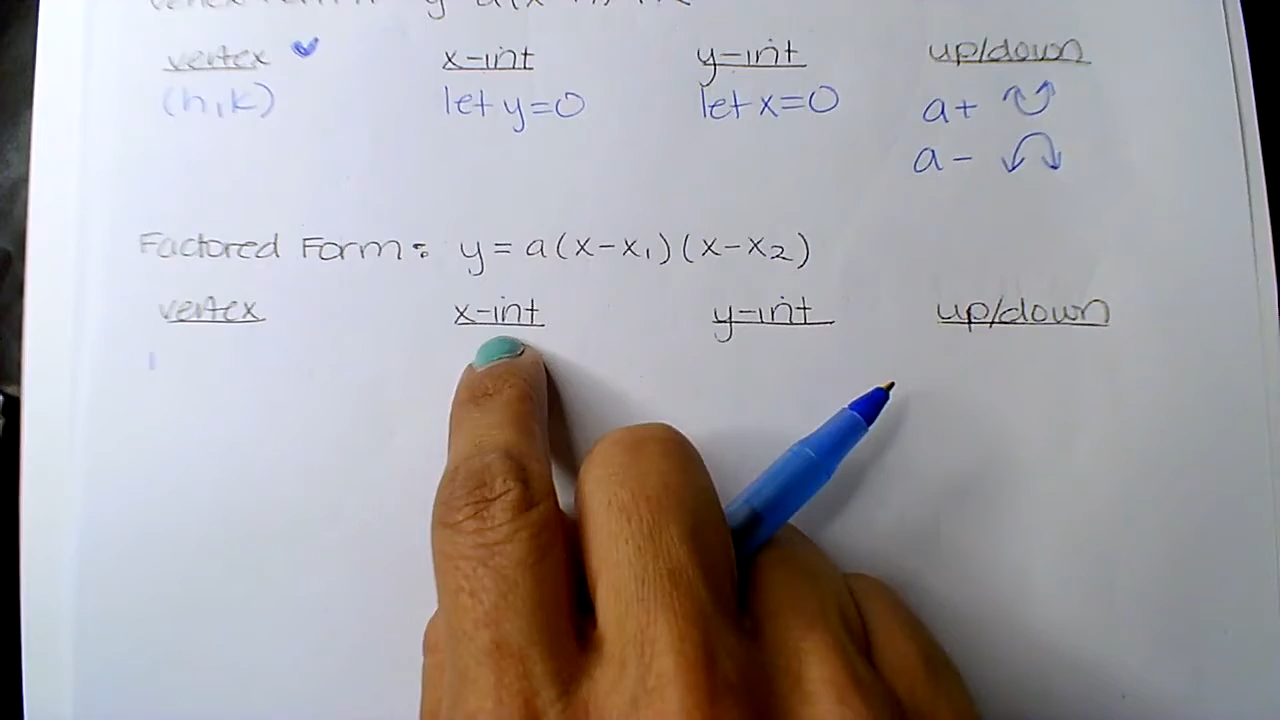 vertex x-int y-int up/down
(h,k) let y=0 let x=0 a+
a-
Factored Form: y = a(x-x₁)(x-x₂)
vertex x-int y-int up/down